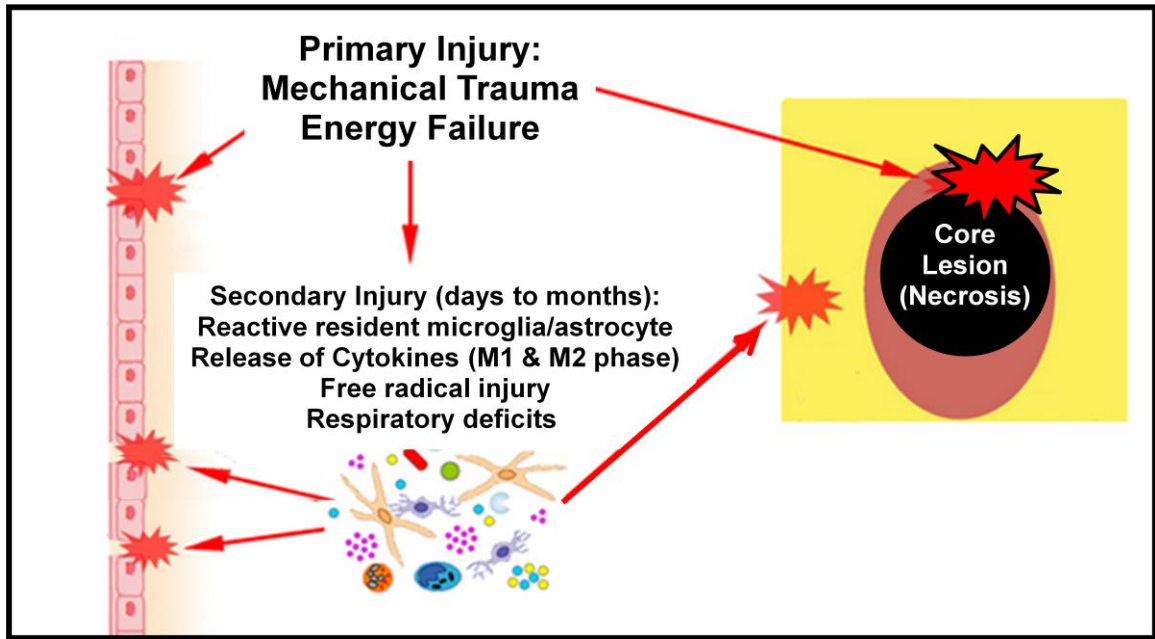 Primary Injury:
Mechanical Trauma
Energy Failure
Secondary Injury (days to months):
Reactive resident microglia/astrocyte
Release of Cytokines (M1 & M2 phase)
Free radical injury
Respiratory deficits
Core
Lesion
(Necrosis)